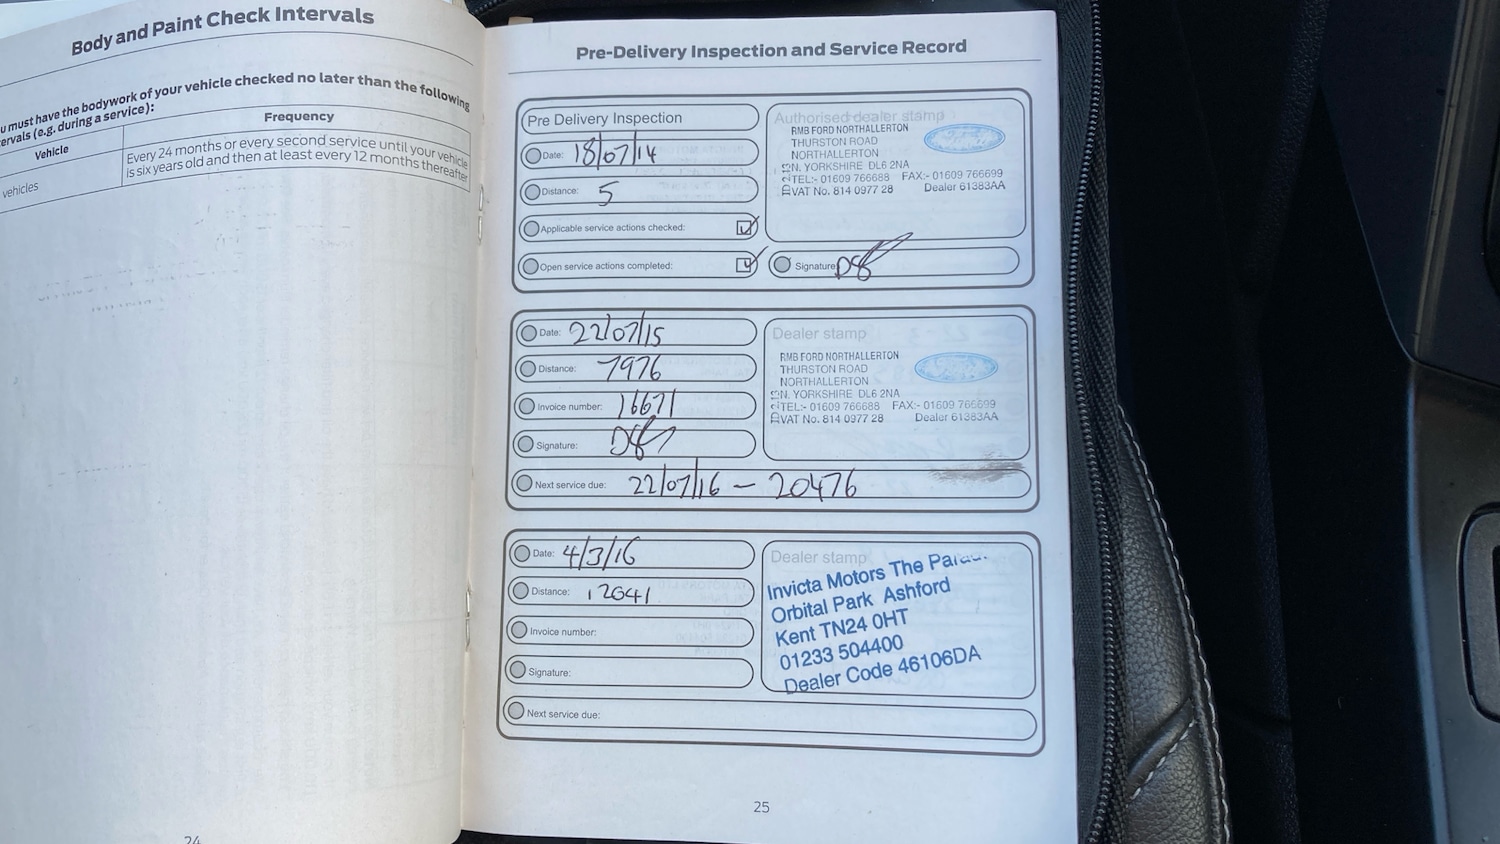 Body and Paint Check Intervals
u must have the bodywork of your vehicle checked no later than the following
ervals (e.g. during a service):
Vehicle
Frequency
vehicles
Every 24 months or every second service until your vehicle
is six years old and then at least every 12 months thereafter
24
Pre-Delivery Inspection and Service Record
Pre Delivery Inspection
Date: 18/07/14
Distance: 5
Applicable service actions checked:
Open service actions completed:
Authorised dealer stamp
RMB FORD NORTHALLERTON
THURSTON ROAD
NORTHALLERTON
N. YORKSHIRE DL6 2NA
TEL:- 01609 766688 FAX:- 01609 766699
VAT No. 814 0977 28 Dealer 61383AA
Signature
Date: 22/07/15
Distance: 7976
Invoice number: 16671
Signature:
Next service due: 22/07/16 - 20476
Dealer stamp
RMB FORD NORTHALLERTON
THURSTON ROAD
NORTHALLERTON
N. YORKSHIRE DL6 2NA
TEL:- 01609 766688 FAX:- 01609 766699
VAT No. 814 0977 28 Dealer 61383AA
Date: 4/3/16
Distance: 12641
Invoice number:
Signature:
Next service due:
Dealer stamp
Invicta Motors The
Orbital Park Ashford
Kent TN24 0HT
01233 504400
Dealer Code 46106DA
25